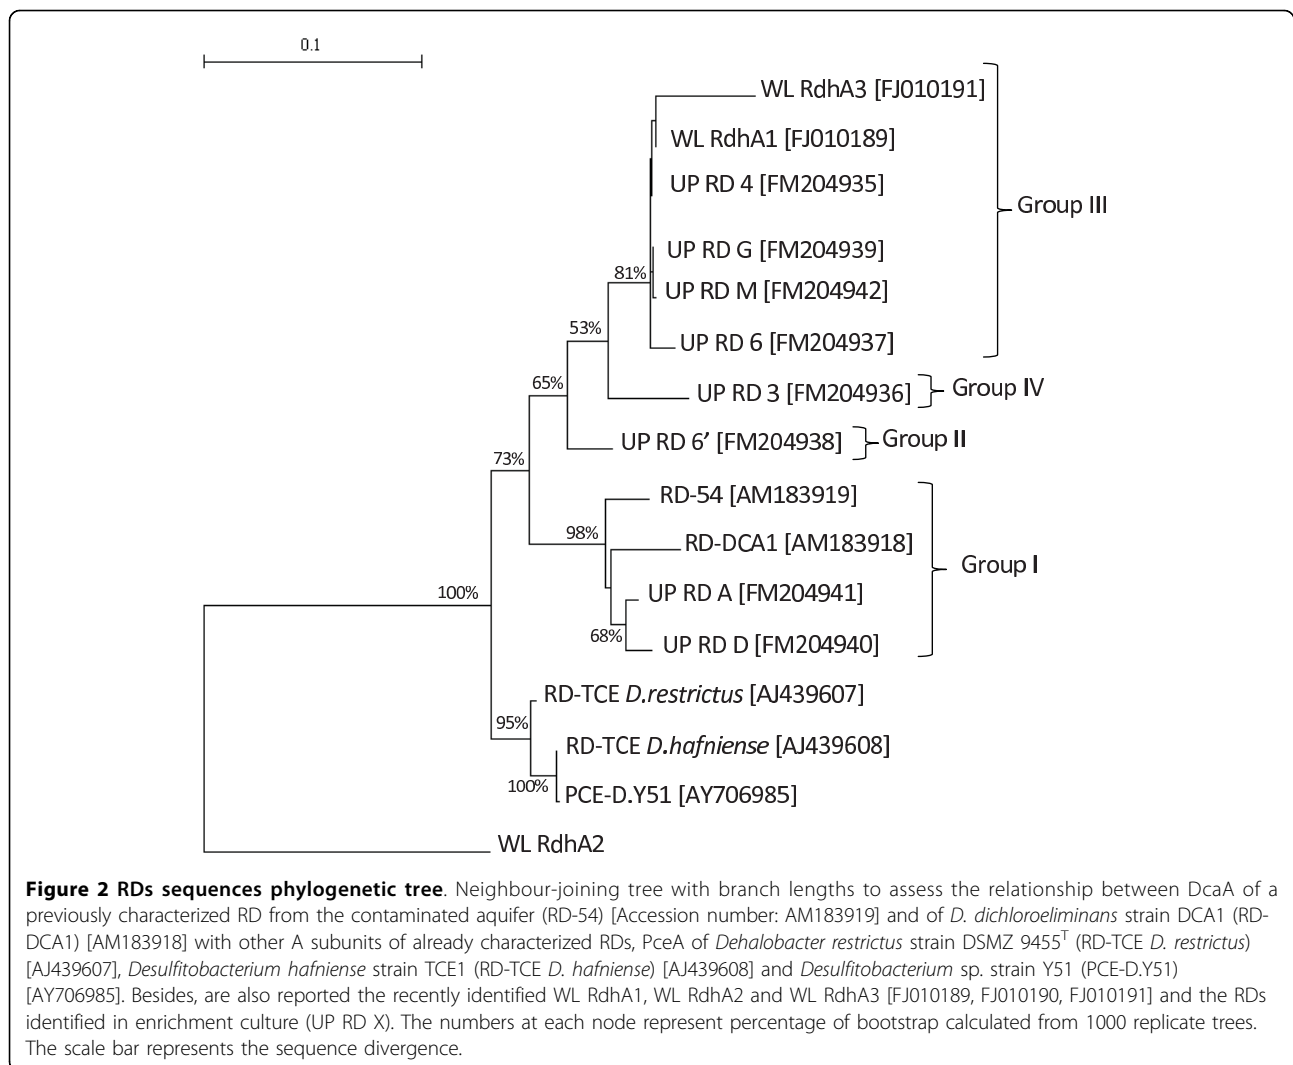 0.1
WL RdhA3 [FJ010191]
WL RdhA1 [FJ010189]
UP RD 4 [FM204935]
Group III
UP RD G [FM204939]
81%
UP RD M [FM204942]
53%
UP RD 6 [FM204937]
65%
UP RD 3 [FM204936]
Group IV
UP RD 6’ [FM204938]
Group II
73%
RD-54 [AM183919]
98%
RD-DCA1 [AM183918]
Group I
100%
UP RD A [FM204941]
68%
UP RD D [FM204940]
RD-TCE D.restrictus [AJ439607]
95%
RD-TCE D.hafniense [AJ439608]
100%
PCE-D.Y51 [AY706985]
WL RdhA2
Figure 2 RDs sequences phylogenetic tree. Neighbour-joining tree with branch lengths to assess the relationship between DcaA of a
previously characterized RD from the contaminated aquifer (RD-54) [Accession number: AM183919] and of D. dichloroeliminans strain DCA1 (RD-
DCA1) [AM183918] with other A subunits of already characterized RDs, PceA of Dehalobacter restrictus strain DSMZ 9455T (RD-TCE D. restrictus)
[AJ439607], Desulfitobacterium hafniense strain TCE1 (RD-TCE D. hafniense) [AJ439608] and Desulfitobacterium sp. strain Y51 (PCE-D.Y51)
[AY706985]. Besides, are also reported the recently identified WL RdhA1, WL RdhA2 and WL RdhA3 [FJ010189, FJ010190, FJ010191] and the RDs
identified in enrichment culture (UP RD X). The numbers at each node represent percentage of bootstrap calculated from 1000 replicate trees.
The scale bar represents the sequence divergence.